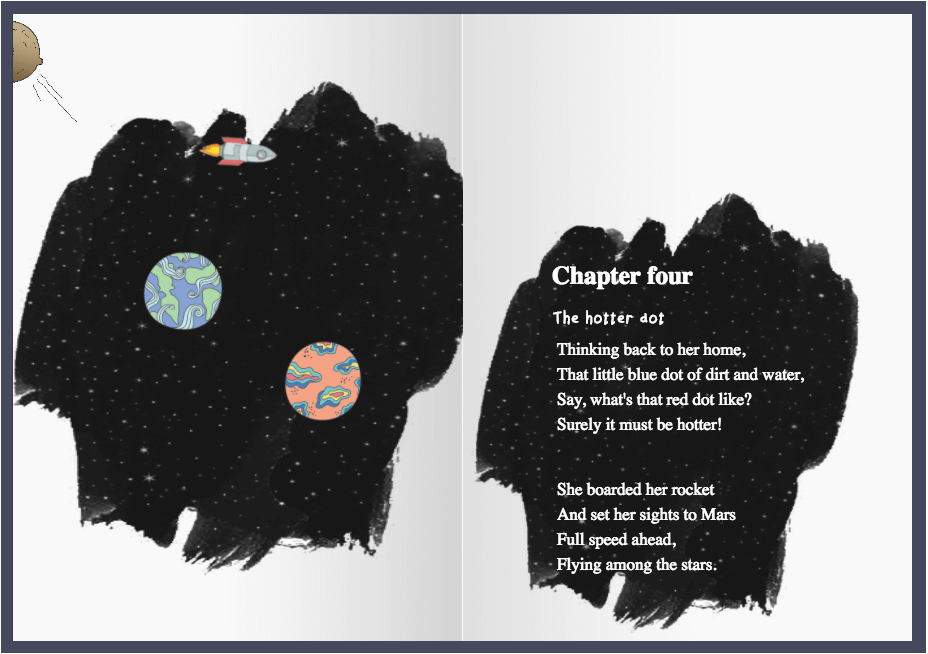 Chapter four
The hotter dot
Thinking back to her home,
That little blue dot of dirt and water,
Say, what's that red dot like?
Surely it must be hotter!
She boarded her rocket
And set her sights to Mars
Full speed ahead,
Flying among the stars.